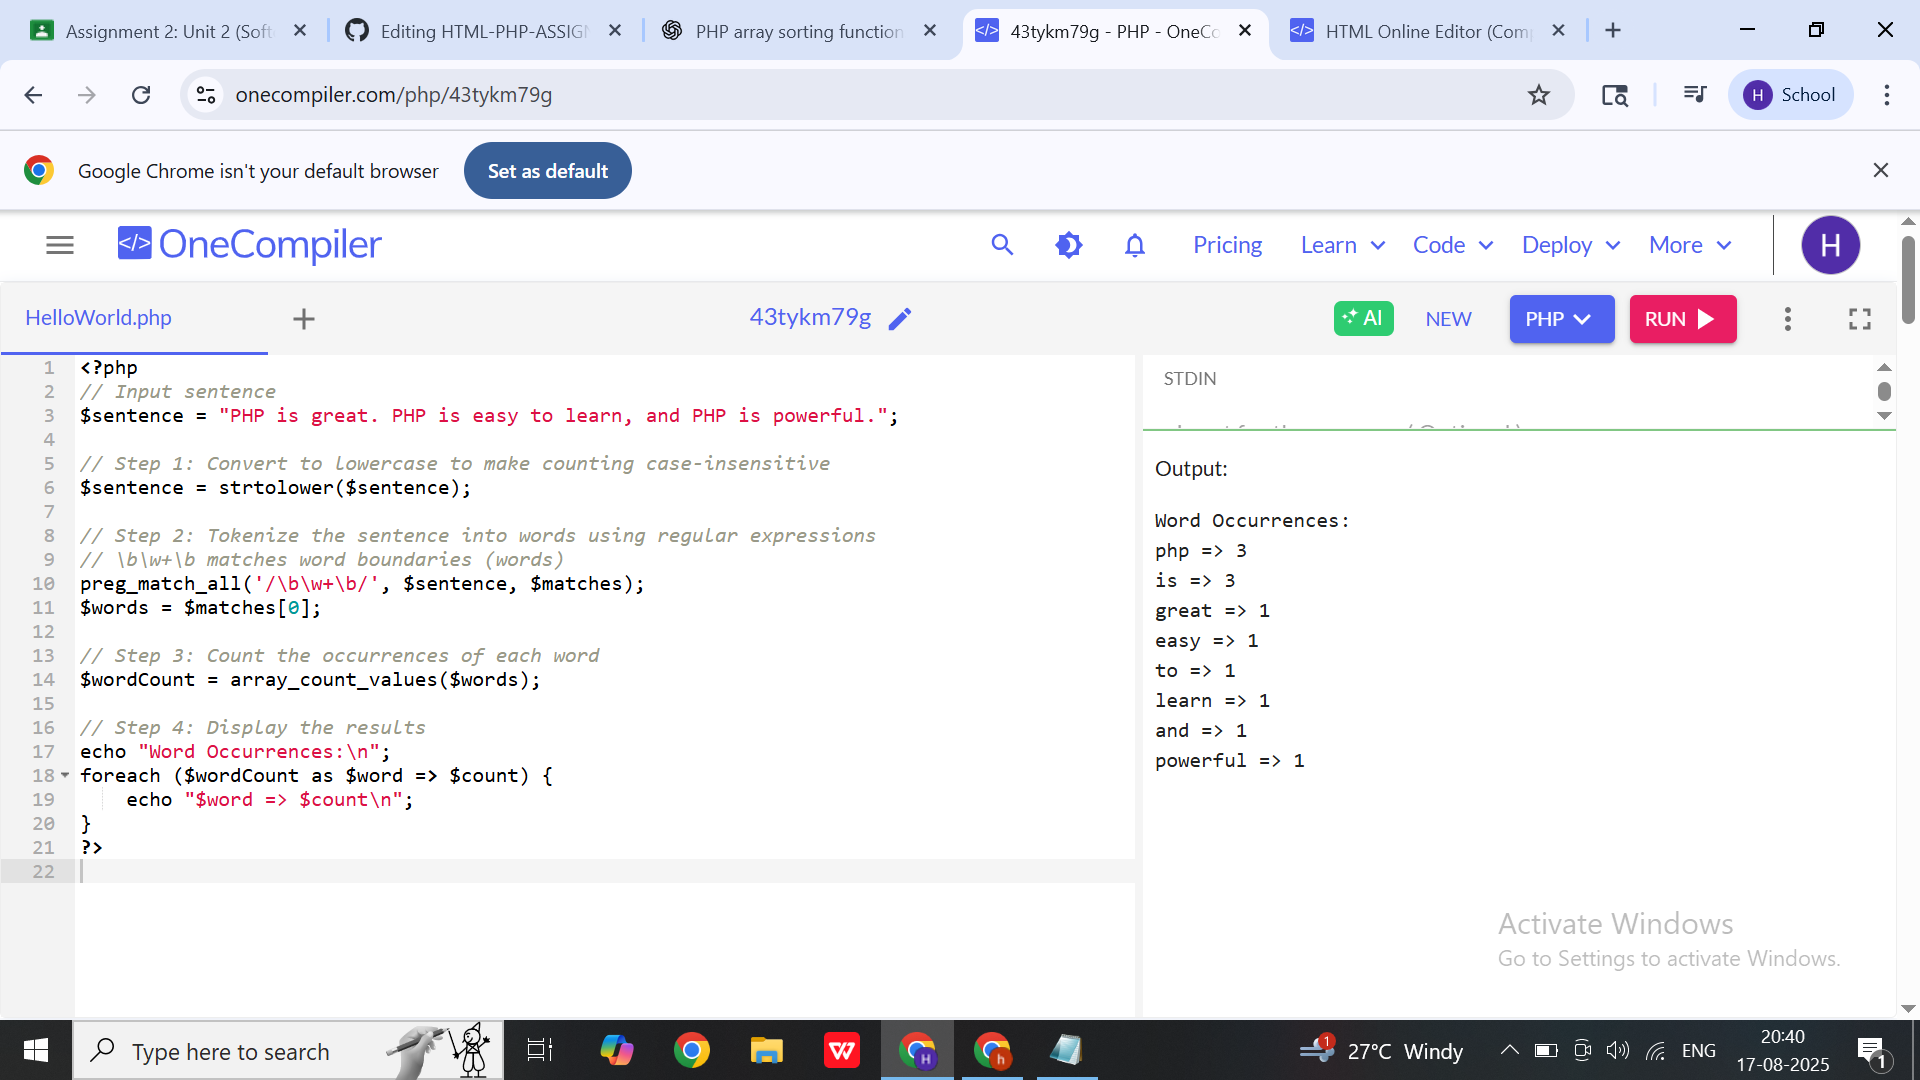 Assignment 2: Unit 2 (Soft
Editing HTML-PHP-ASSIGN
PHP array sorting function
43tykm79g - PHP - OneCo
HTML Online Editor (Com
onecompiler.com/php/43tykm79g
H School
Google Chrome isn't your default browser
Set as default
</> OneCompiler
Pricing
Learn
Code
Deploy
More
H
HelloWorld.php
43tykm79g
AI
NEW
PHP
RUN
1 <?php
2 // Input sentence
3 $sentence = "PHP is great. PHP is easy to learn, and PHP is powerful.";
4
5 // Step 1: Convert to lowercase to make counting case-insensitive
6 $sentence = strtolower($sentence);
7
8 // Step 2: Tokenize the sentence into words using regular expressions
9 // \b\w+\b matches word boundaries (words)
10 preg_match_all('/\b\w+\b/', $sentence, $matches);
11 $words = $matches[0];
12
13 // Step 3: Count the occurrences of each word
14 $wordCount = array_count_values($words);
15
16 // Step 4: Display the results
17 echo "Word Occurrences:\n";
18 foreach ($wordCount as $word => $count) {
19 echo "$word => $count\n";
20 }
21 ?>
22
STDIN
Output:
Word Occurrences:
php => 3
is => 3
great => 1
easy => 1
to => 1
learn => 1
and => 1
powerful => 1
Activate Windows
Go to Settings to activate Windows.
Type here to search
W
H
h
1
27°C Windy
ENG
20:40
17-08-2025
1